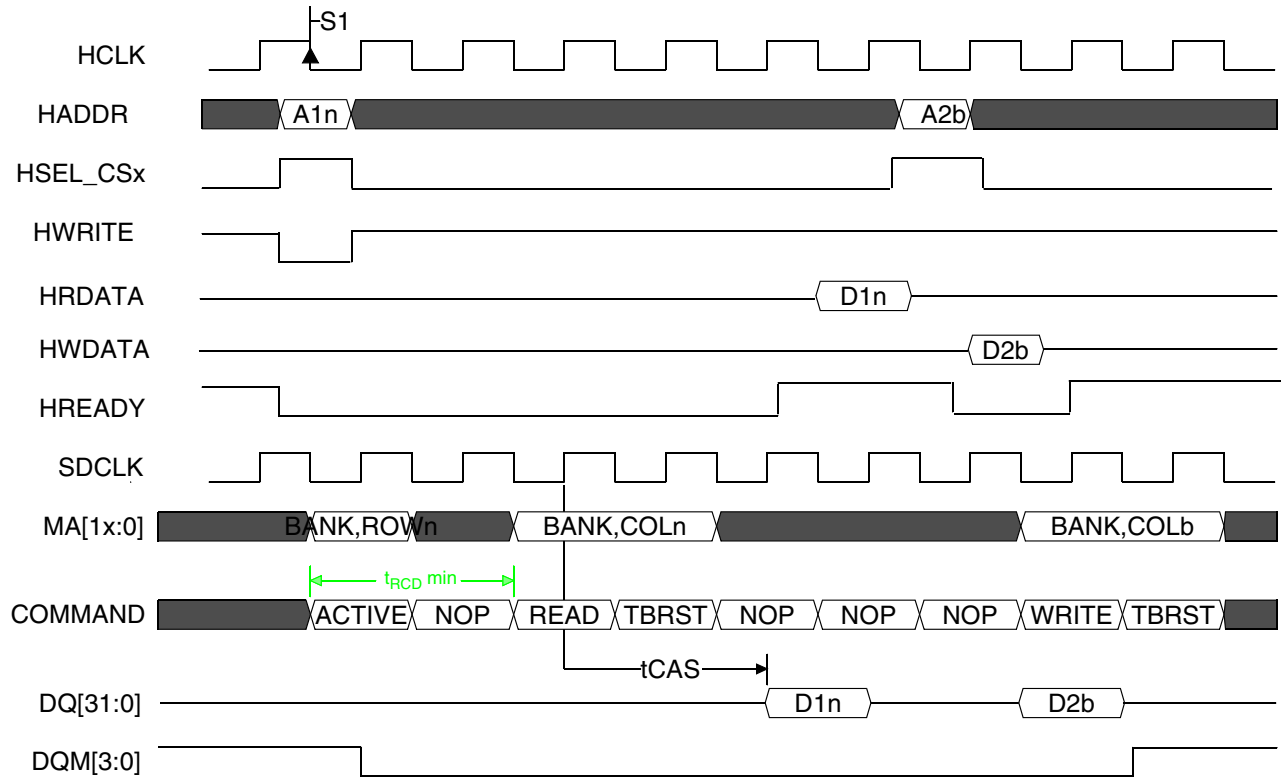 S1
HCLK
HADDR A1n A2b
HSEL_CSx
HWRITE
HRDATA D1n
HWDATA D2b
HREADY
SDCLK
MA[1x:0] BANK,ROWn BANK,COLn BANK,COLb
tRCD min
COMMAND ACTIVE NOP READ TBRST NOP NOP NOP WRITE TBRST
tCAS
DQ[31:0] D1n D2b
DQM[3:0]